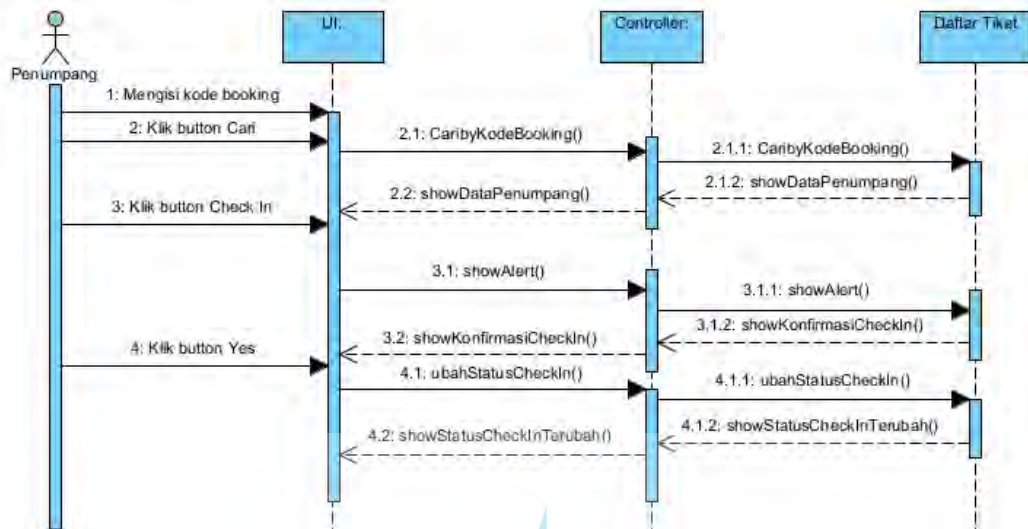 UI:
Controller:
Daftar Tiket
Penumpang
1: Mengisi kode booking
2: Klik button Cari
2.1: CaribyKodeBooking()
2.1.1: CaribyKodeBooking()
2.1.2: showDataPenumpang()
2.2: showDataPenumpang()
3: Klik button Check In
3.1: showAlert()
3.1.1: showAlert()
3.1.2: showKonfirmasiCheckIn()
3.2: showKonfirmasiCheckIn()
4: Klik button Yes
4.1: ubahStatusCheckIn()
4.1.1: ubahStatusCheckIn()
4.1.2: showStatusCheckInTerubah()
4.2: showStatusCheckInTerubah()